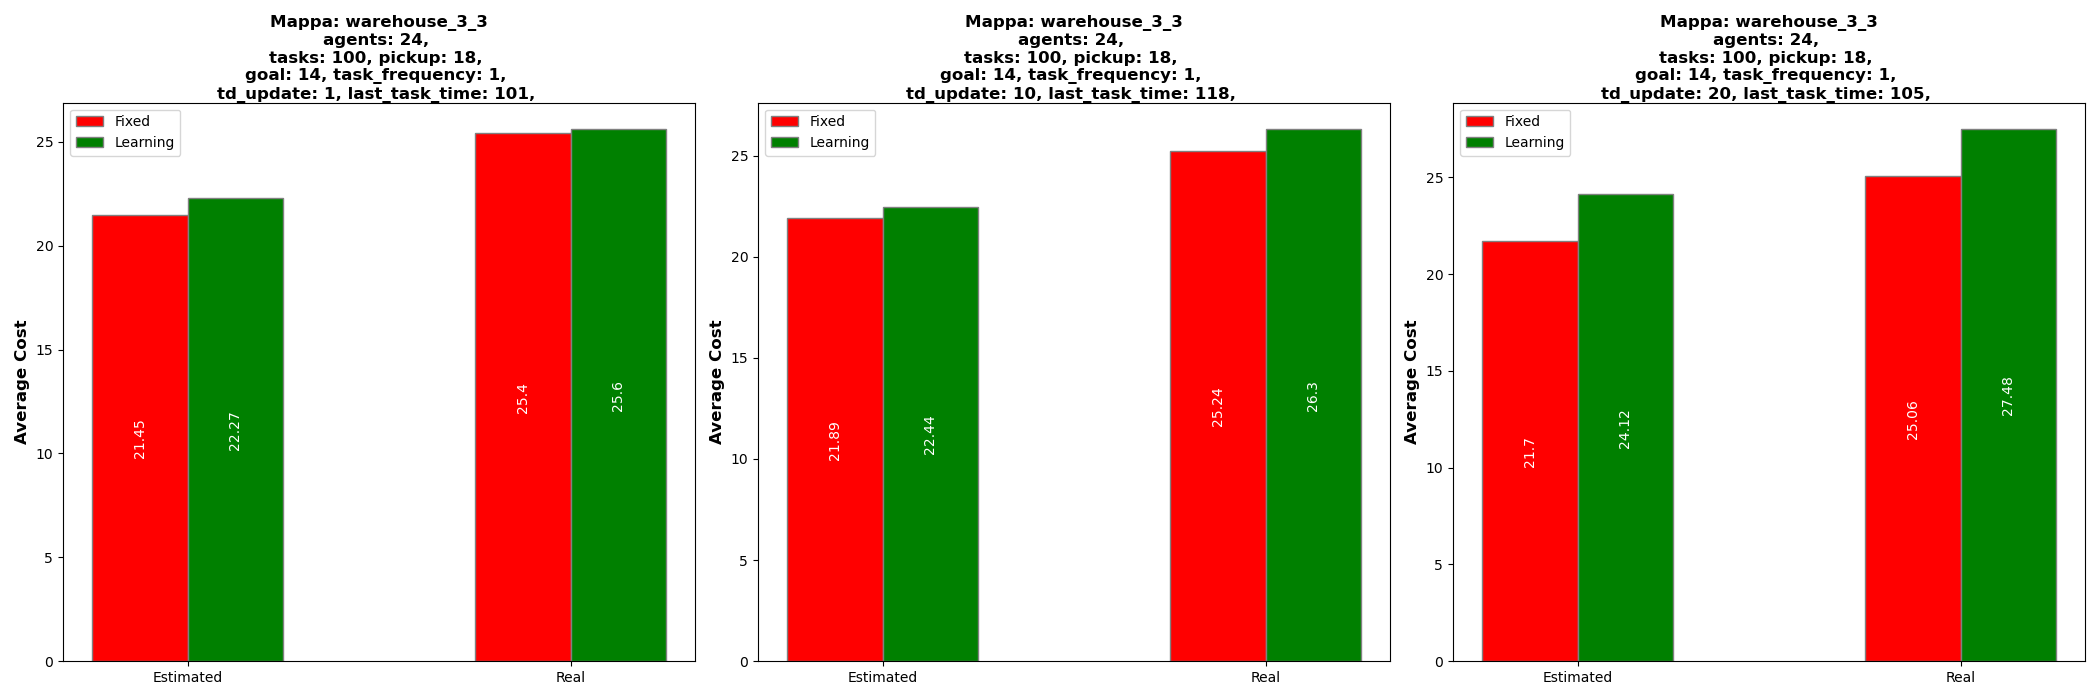 Mappa: warehouse_3_3
agents: 24,
tasks: 100, pickup: 18,
goal: 14, task_frequency: 1,
td_update: 1, last_task_time: 101,
Fixed
Learning
25
20
15
10
5
0
Average Cost
21.45
22.27
25.4
25.6
Estimated
Real
Mappa: warehouse_3_3
agents: 24,
tasks: 100, pickup: 18,
goal: 14, task_frequency: 1,
td_update: 10, last_task_time: 118,
Fixed
Learning
25
20
15
10
5
0
Average Cost
21.89
22.44
25.24
26.3
Estimated
Real
Mappa: warehouse_3_3
agents: 24,
tasks: 100, pickup: 18,
goal: 14, task_frequency: 1,
td_update: 20, last_task_time: 105,
Fixed
Learning
25
20
15
10
5
0
Average Cost
21.7
24.12
25.06
27.48
Estimated
Real